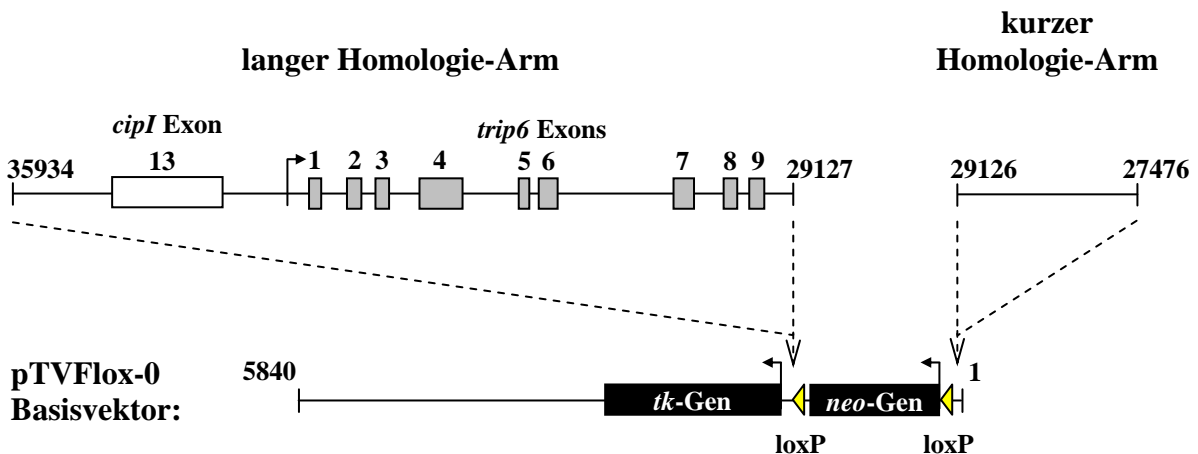 langer Homologie-Arm
kurzer
Homologie-Arm
cipI Exon
trip6 Exons
35934
13
1 2 3 4 5 6 7 8 9
29127
29126
27476
pTVFlox-0
Basisvektor:
5840
tk-Gen
neo-Gen
1
loxP
loxP